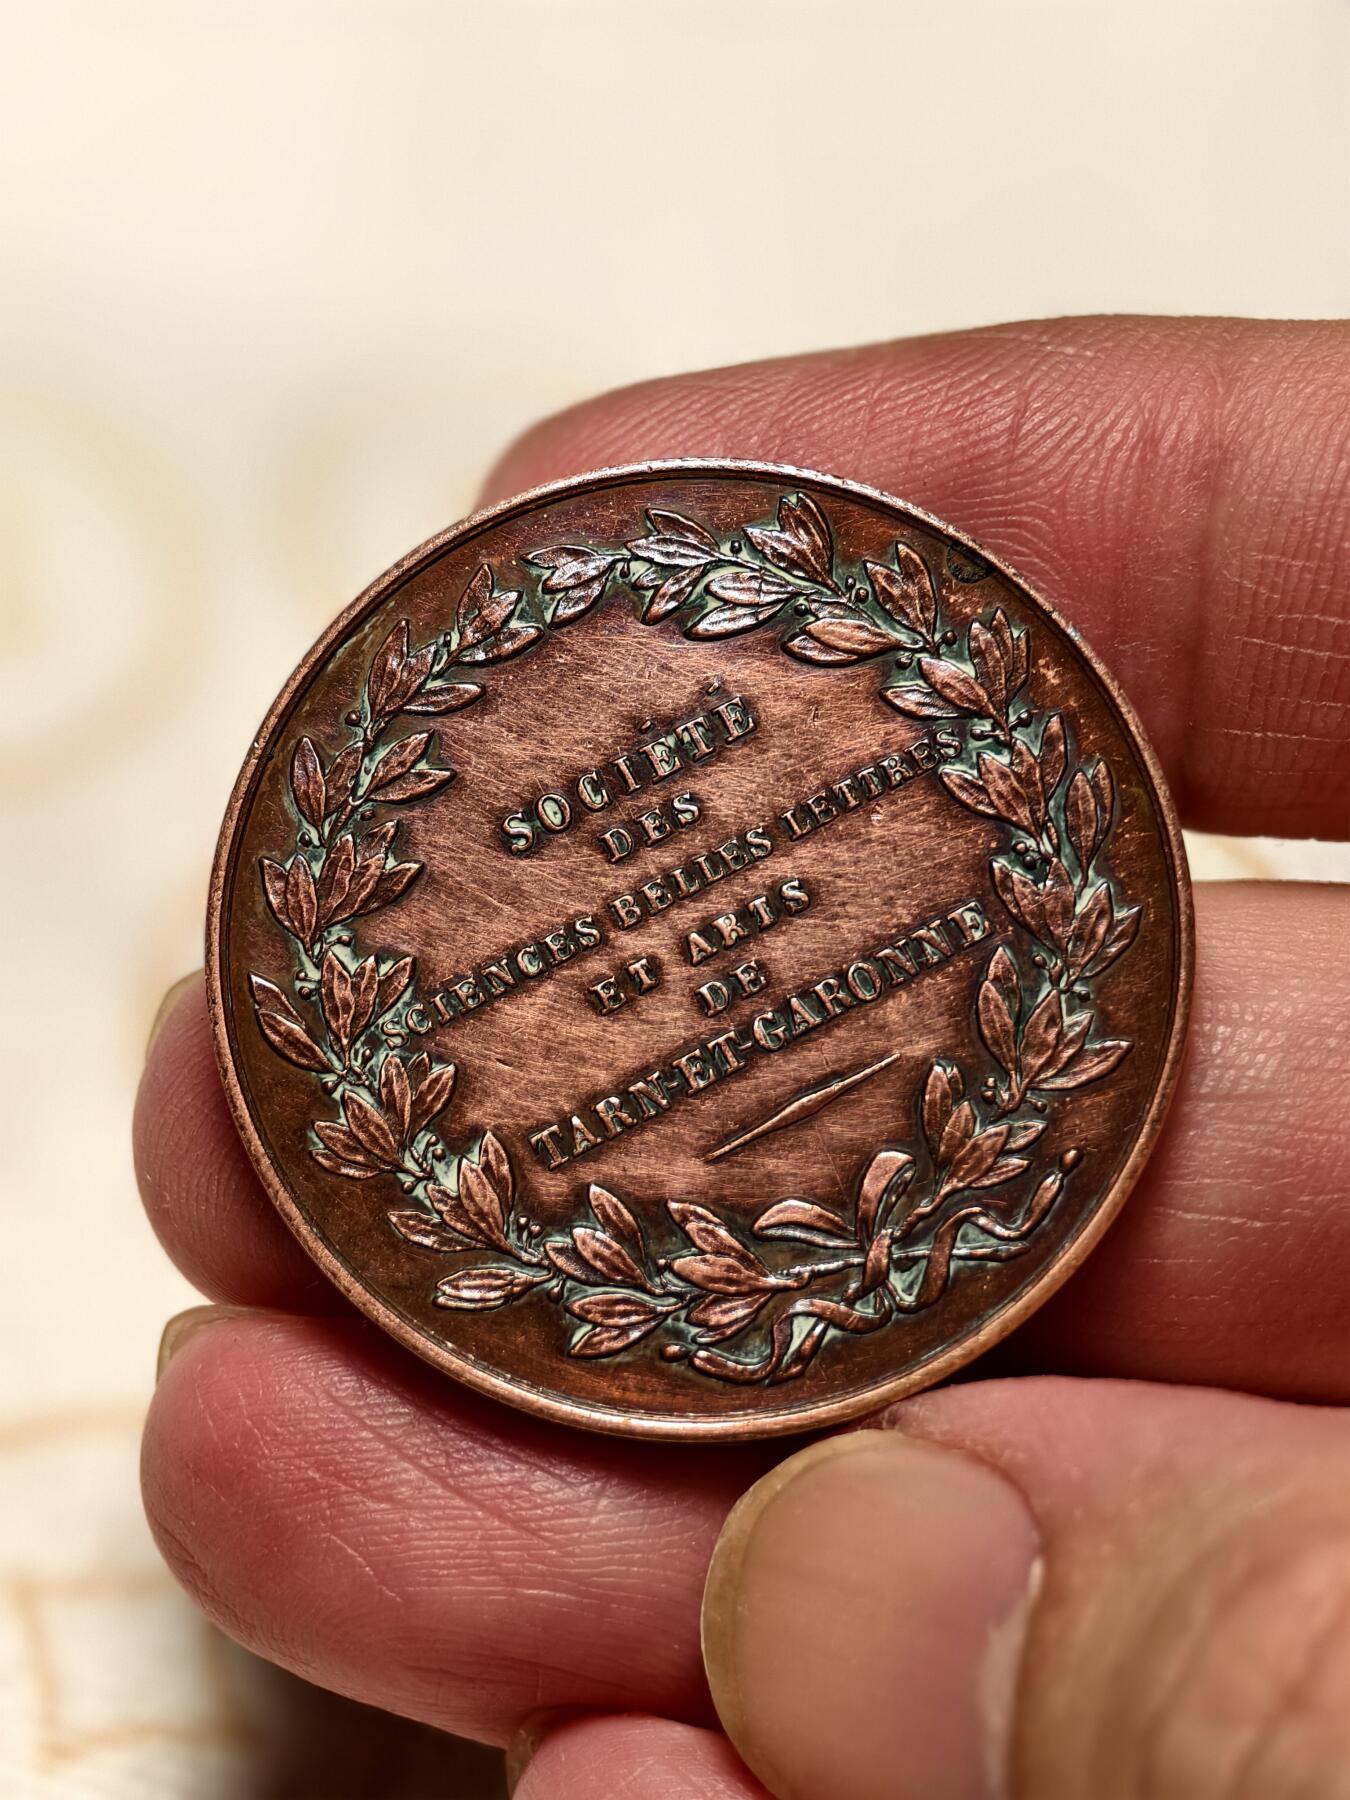 SOCIÉTÉ
DES
SCIENCES BELLES LETTRES
ET ARTS
DE
TARN-ET-GARONNE